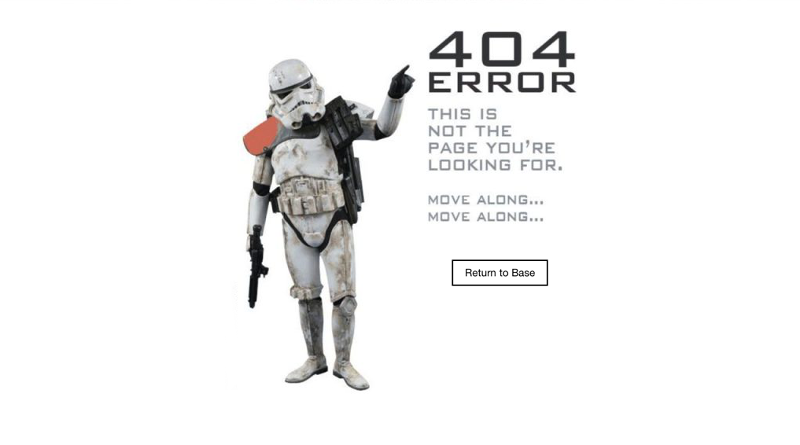 404
ERROR
THIS IS
NOT THE
PAGE YOU'RE
LOOKING FOR.
MOVE ALONG...
MOVE ALONG...
Return to Base